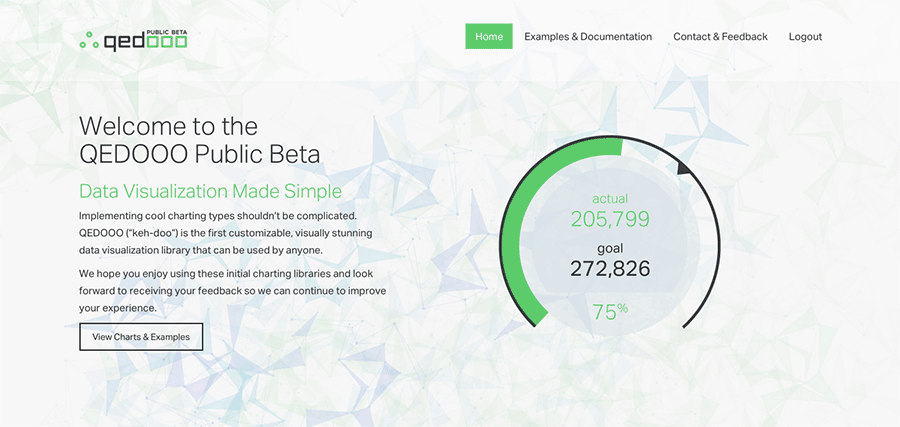 PUBLIC BETA
qedooo
Home
Examples & Documentation
Contact & Feedback
Logout
Welcome to the
QEDOOO Public Beta
Data Visualization Made Simple
Implementing cool charting types shouldn't be complicated.
QEDOOO ("keh-doo") is the first customizable, visually stunning
data visualization library that can be used by anyone.
We hope you enjoy using these initial charting libraries and look
forward to receiving your feedback so we can continue to improve
your experience.
View Charts & Examples
actual
205,799
goal
272,826
75%